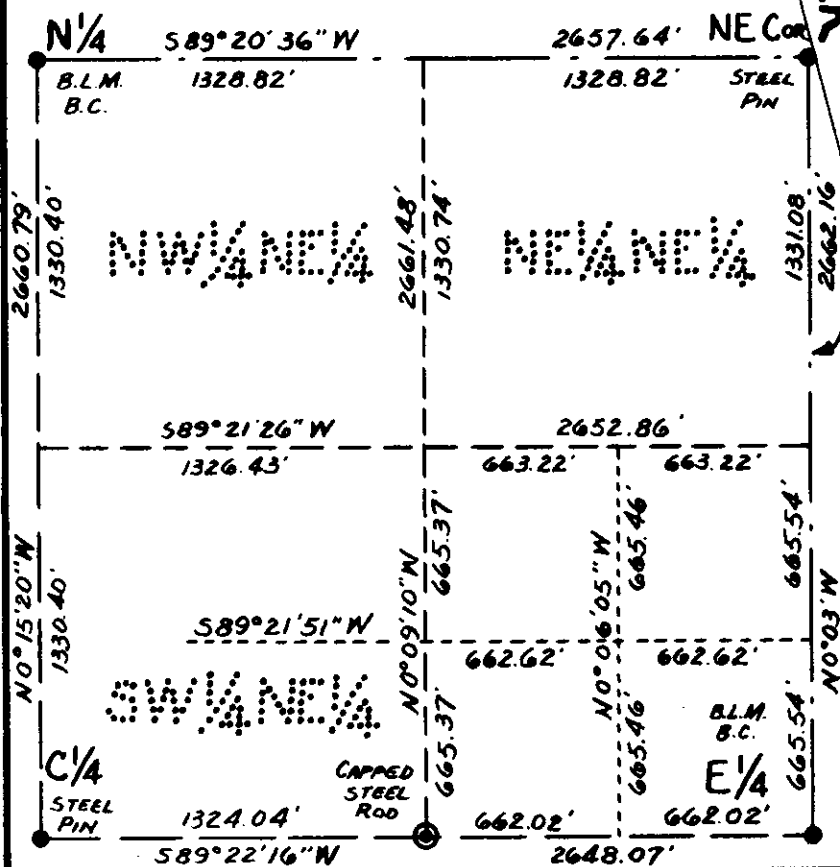 N1/4 S89°20'36"W 2657.64' NE COR
B.L.M. B.C. 1328.82' 1328.82' STEEL PIN
2660.79' 1330.40' 2661.48' 1330.74' 1331.08' 2662.16'
NW1/4NE1/4 NE1/4NE1/4
S89°21'26"W 2652.86'
1326.43' 663.22' 663.22'
665.37' 665.46' 665.54'
N0°15'20"W 1330.40' N0°09'10"W N0°06'05"W N0°03'W
S89°21'51"W 662.62' 662.62'
SW1/4NE1/4
665.37' 665.46' 665.54'
B.L.M. B.C.
C1/4 E1/4
STEEL PIN
CAPPED STEEL ROD
1324.04' 662.02' 662.02'
S89°22'16"W 2648.07'